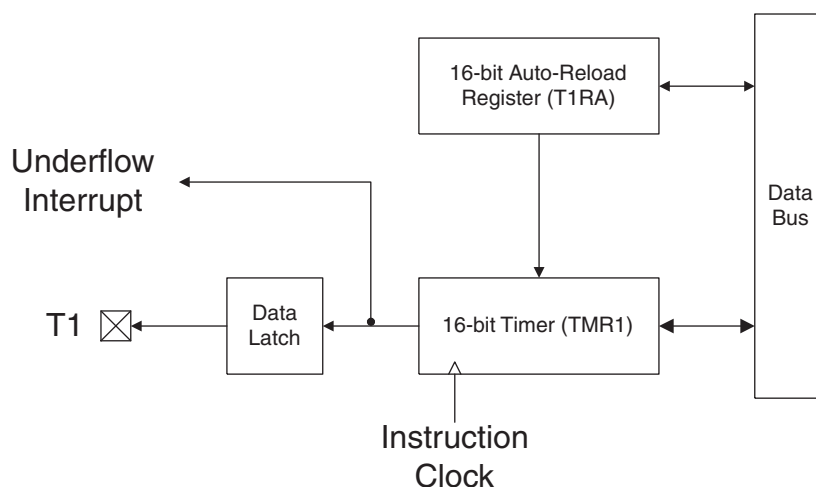 16-bit Auto-Reload
Register (T1RA)
Underflow
Interrupt
Data
Bus
T1
Data
Latch
16-bit Timer (TMR1)
Instruction
Clock